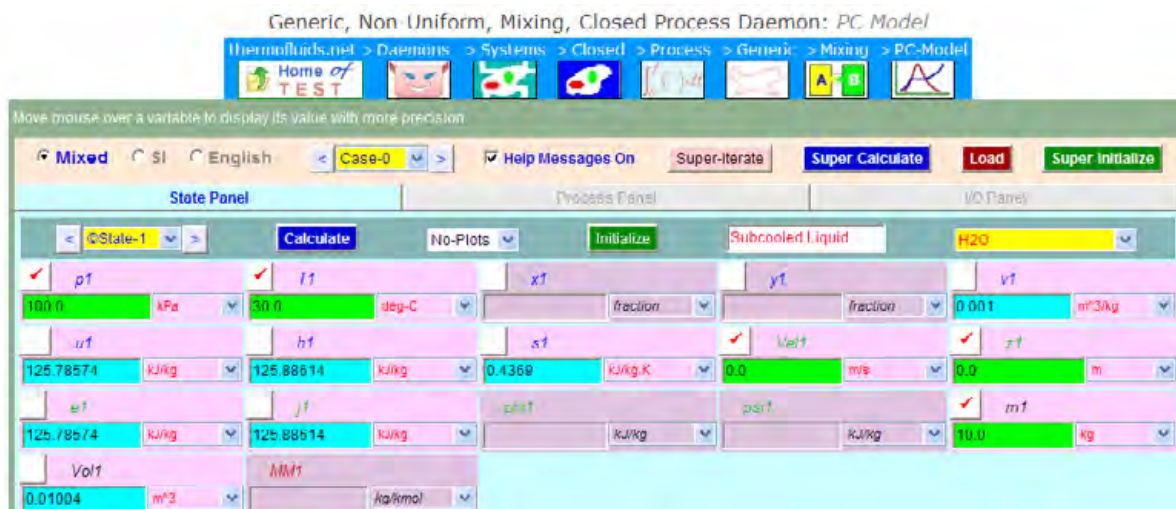 Generic, Non Uniform, Mixing, Closed Process Daemon: PC Model
thermofluids.net > Daemons > Systems > Closed > Process > Generic > Mixing > PC-Model
Home of TEST A B
Move mouse over a variable to display its value with more precision
Mixed SI English < Case-0 > Help Messages On Super-Iterate Super Calculate Load Super Initialize
State Panel Process Panel I/O Panel
< ©State-1 > Calculate No-Plots Initialize Subcooled Liquid H2O
p1 T1 x1 y1 v1
100.0 kPa 30.0 deg-C fraction fraction 0.001 m^3/kg
u1 h1 s1 Vel1 z1
125.78574 kJ/kg 125.88614 kJ/kg 0.4369 kJ/kg.K 0.0 m/s 0.0 m
e1 j1 phi1 psi1 m1
125.78574 kJ/kg 125.88614 kJ/kg kJ/kg kJ/kg 10.0 kg
Vol1 MM1
0.01004 m^3 kg/kmol